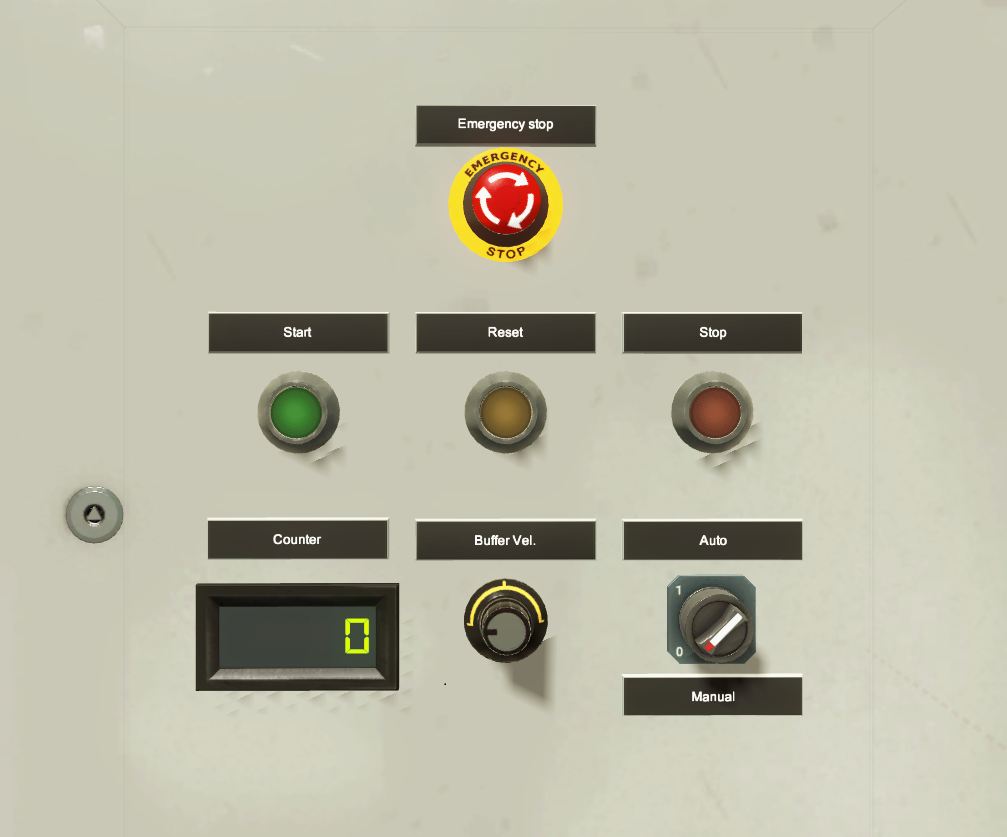 Emergency stop
EMERGENCY
STOP
Start
Reset
Stop
Counter
Buffer Vel.
Auto
0
1
0
Manual